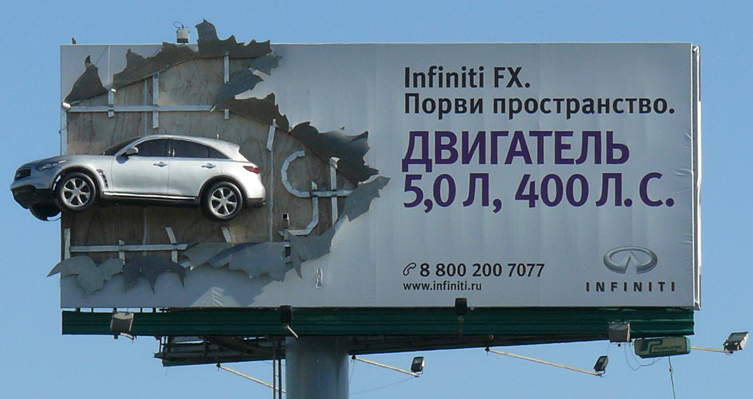 Infiniti FX.
Порви пространство.
ДВИГАТЕЛЬ
5,0 Л, 400 Л. С.
8 800 200 7077
www.infiniti.ru
INFINITI